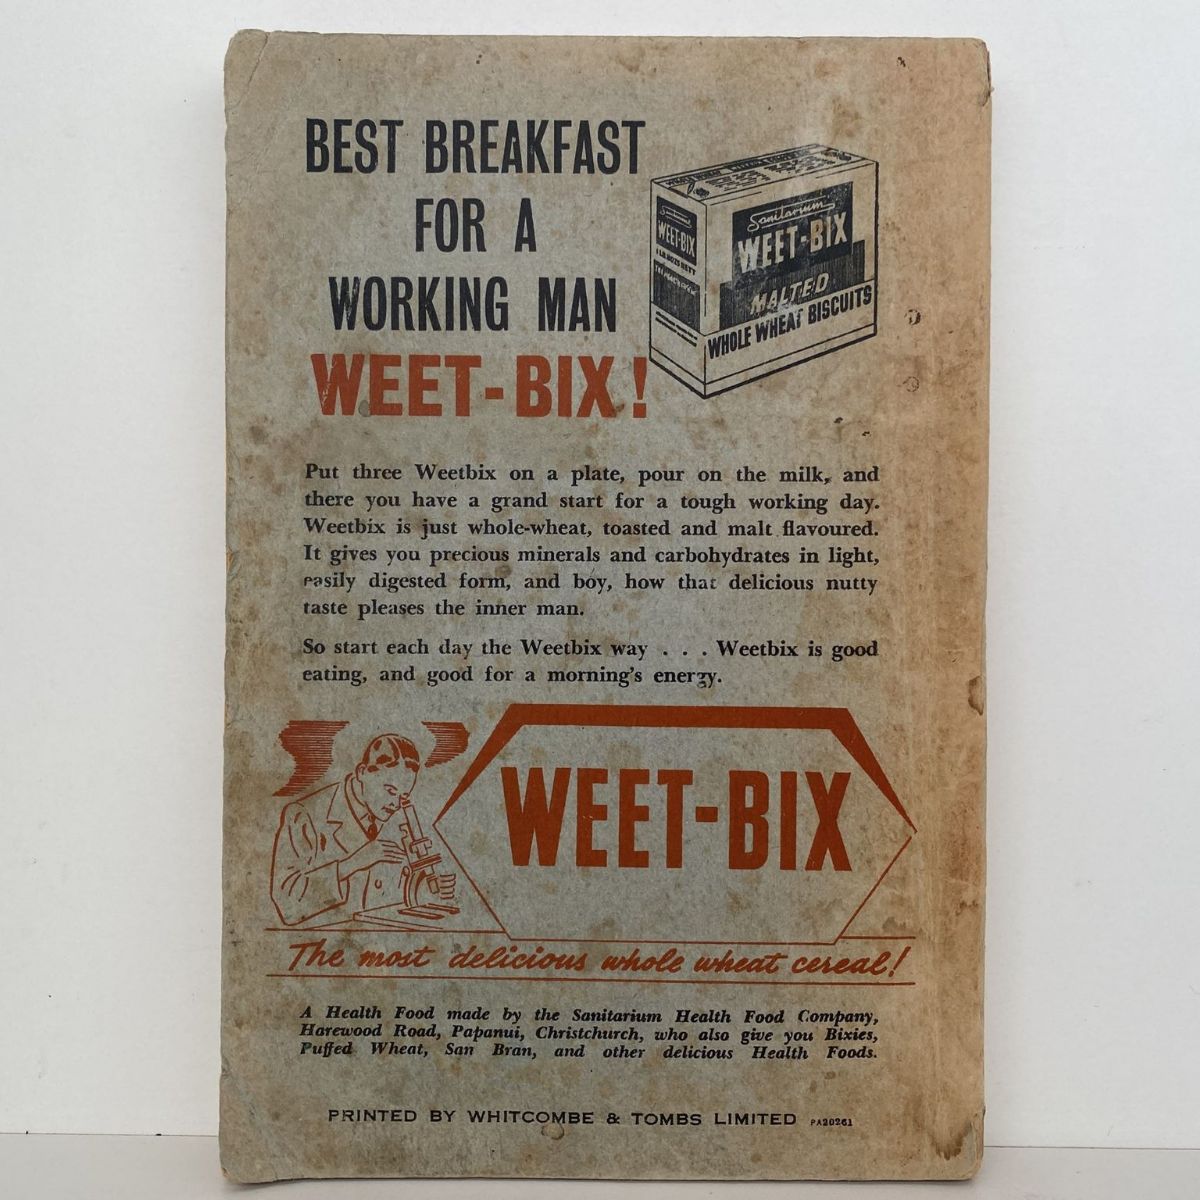 BEST BREAKFAST
FOR A
WORKING MAN
WEET-BIX!
Sanitarium
WEET-BIX
MALTED
WHOLE WHEAT BISCUITS
WEET-BIX
Put three Weetbix on a plate, pour on the milk, and
there you have a grand start for a tough working day.
Weetbix is just whole-wheat, toasted and malt flavoured.
It gives you precious minerals and carbohydrates in light,
easily digested form, and boy, how that delicious nutty
taste pleases the inner man.
So start each day the Weetbix way . . . Weetbix is good
eating, and good for a morning's energy.
WEET-BIX
The most delicious whole wheat cereal!
A Health Food made by the Sanitarium Health Food Company,
Harewood Road, Papanui, Christchurch, who also give you Bixies,
Puffed Wheat, San Bran, and other delicious Health Foods.
PRINTED BY WHITCOMBE & TOMBS LIMITED PA20261